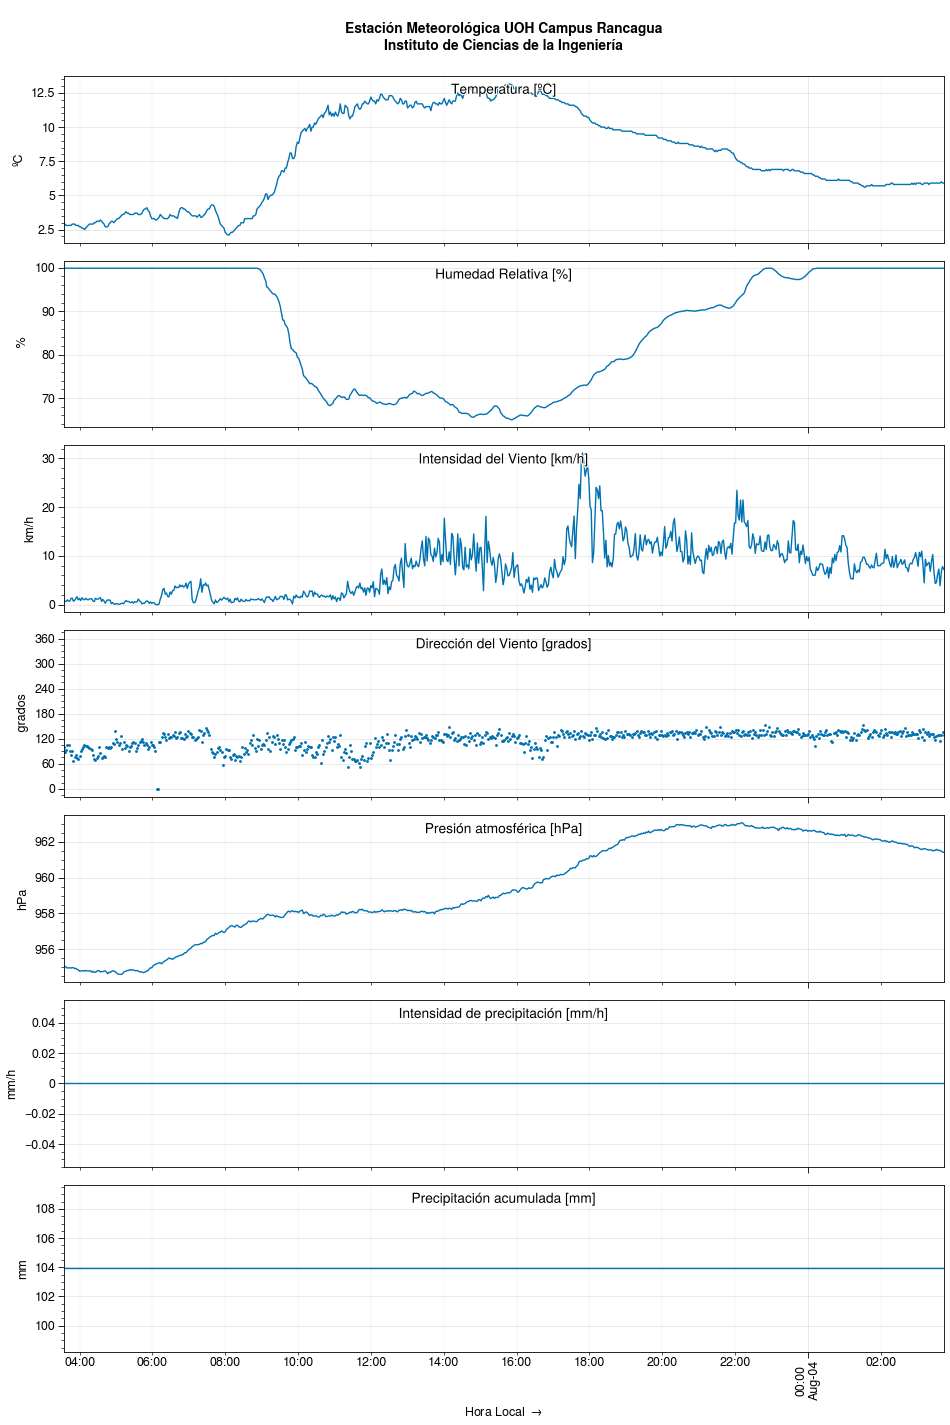 Estación Meteorológica UOH Campus Rancagua
Instituto de Ciencias de la Ingeniería
Temperatura [ºC]
12.5
10
7.5
5
2.5
ºC
Humedad Relativa [%]
100
90
80
70
%
Intensidad del Viento [km/h]
30
20
10
0
km/h
Dirección del Viento [grados]
360
300
240
180
120
60
0
grados
Presión atmosférica [hPa]
962
960
958
956
hPa
Intensidad de precipitación [mm/h]
0.04
0.02
0
−0.02
−0.04
mm/h
Precipitación acumulada [mm]
108
106
104
102
100
mm
04:00 06:00 08:00 10:00 12:00 14:00 16:00 18:00 20:00 22:00 00:00 02:00
Aug-04
Hora Local →